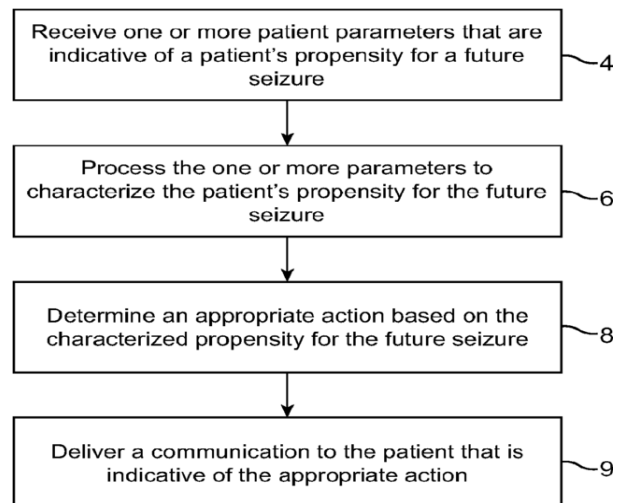 Receive one or more patient parameters that are
indicative of a patient's propensity for a future
seizure
4
Process the one or more parameters to
characterize the patient's propensity for the future
seizure
6
Determine an appropriate action based on the
characterized propensity for the future seizure
8
Deliver a communication to the patient that is
indicative of the appropriate action
9